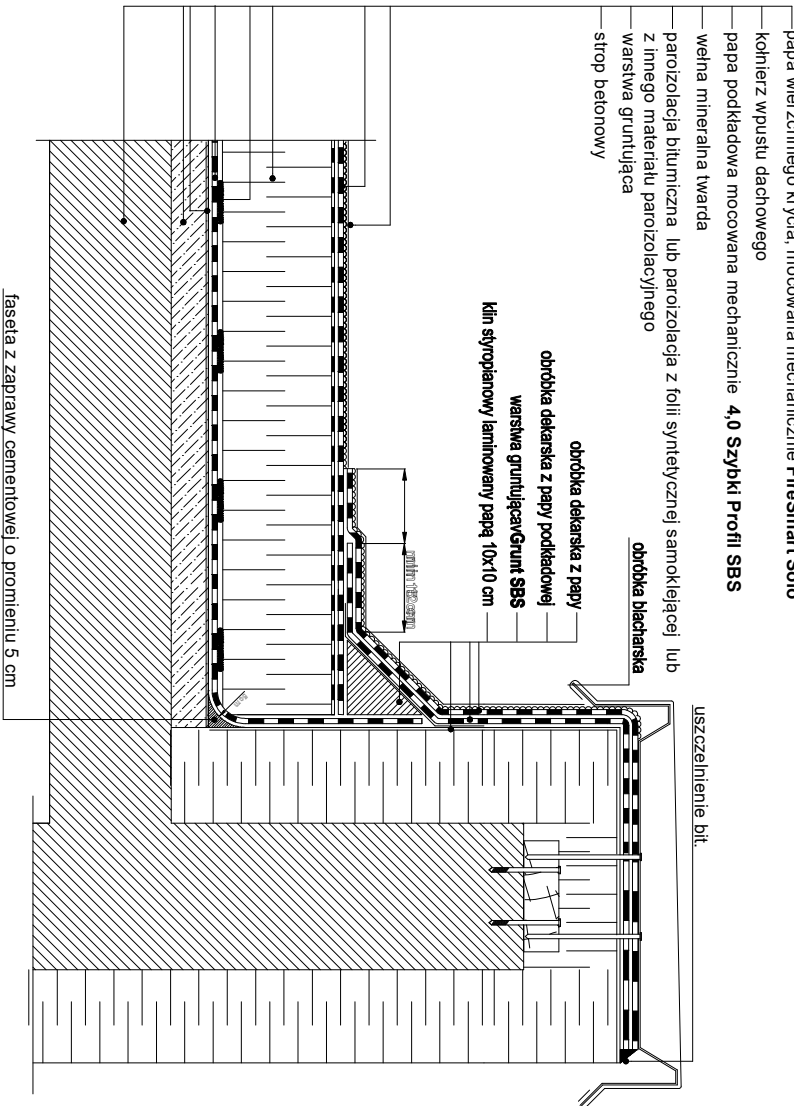 papa wierzchniego krycia, mocowana mechanicznie FireSmart Solo
kołnierz wpustu dachowego
papa podkładowa mocowana mechanicznie 4,0 Szybki Profil SBS
wełna mineralna twarda
paroizolacja bitumiczna lub paroizolacja z folii syntetycznej samoklejącej lub
z innego materiału paroizolacyjnego
warstwa gruntująca
strop betonowy
obróbka blacharska
uszczelnienie bit.
obróbka dekarska z papy
obróbka dekarska z papy podkładowej
warstwa gruntującavGrunt SBS
klin styropianowy laminowany papą 10x10 cm
faseta z zaprawy cementowej o promieniu 5 cm